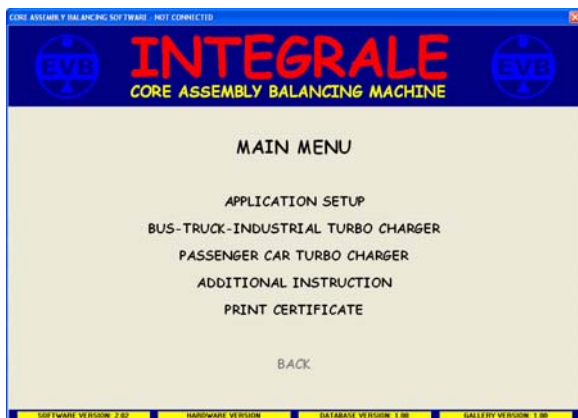 CORE ASSEMBLY BALANCING SOFTWARE - NOT CONNECTED
EVB INTEGRALE EVB
CORE ASSEMBLY BALANCING MACHINE
MAIN MENU
APPLICATION SETUP
BUS-TRUCK-INDUSTRIAL TURBO CHARGER
PASSENGER CAR TURBO CHARGER
ADDITIONAL INSTRUCTION
PRINT CERTIFICATE
BACK
SOFTWARE VERSION: 2.02 HARDWARE VERSION DATABASE VERSION: 1.00 GALLERY VERSION: 1.00